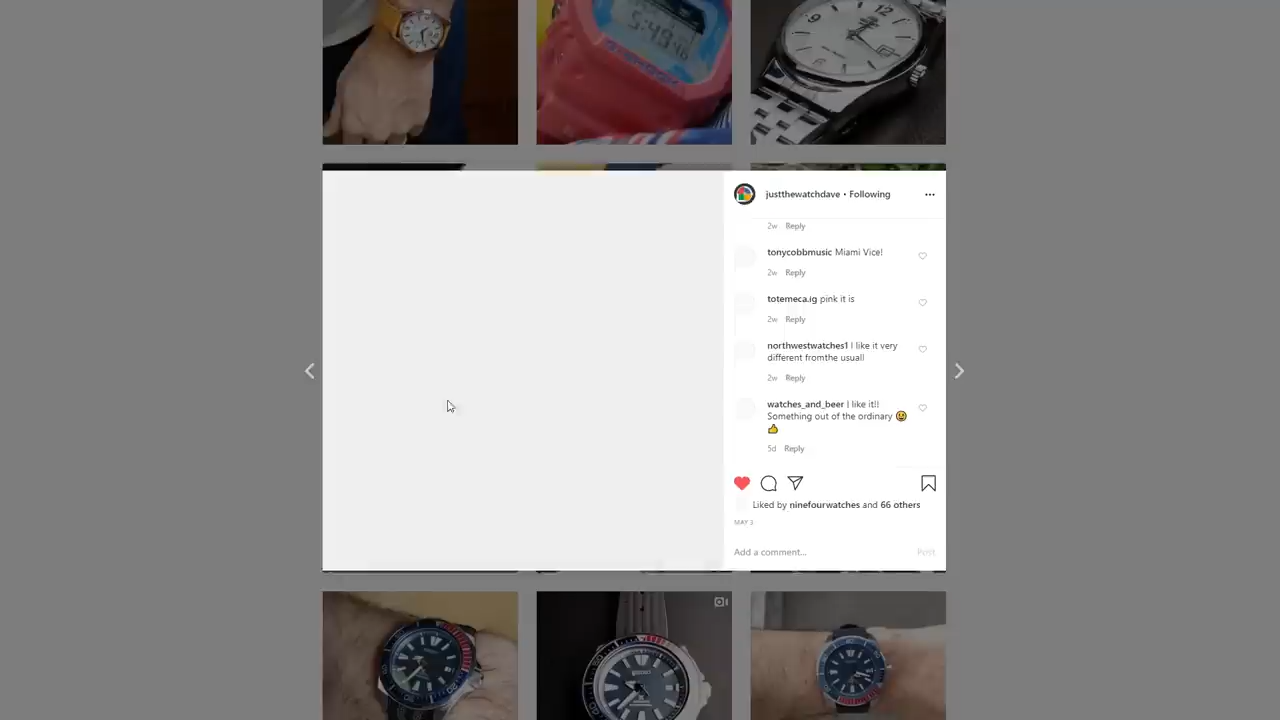 justthewatchdave • Following
2w Reply
tonycobbmusic Miami Vice!
2w Reply
totemeca.ig pink it is
2w Reply
northwestwatches1 I like it very
different fromthe usual!
2w Reply
watches_and_beer I like it!!
Something out of the ordinary 😉
👍
5d Reply
Liked by ninefourwatches and 66 others
MAY 3
Add a comment...
Post